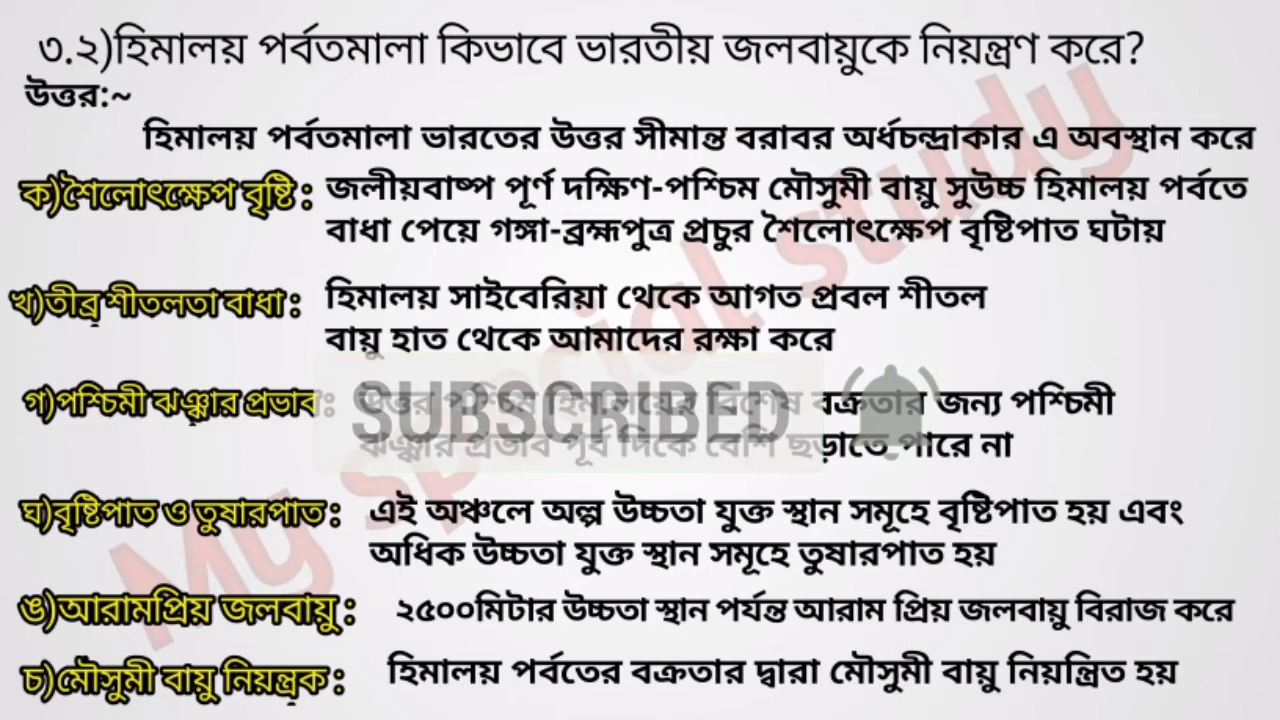 ৩.২)হিমালয় পর্বতমালা কিভাবে ভারতীয় জলবায়ুকে নিয়ন্ত্রণ করে?
উত্তর:~
হিমালয় পর্বতমালা ভারতের উত্তর সীমান্ত বরাবর অর্ধচন্দ্রাকার এ অবস্থান করে
ক)শৈলোৎক্ষেপ বৃষ্টি : জলীয়বাষ্প পূর্ণ দক্ষিণ-পশ্চিম মৌসুমী বায়ু সুউচ্চ হিমালয় পর্বতে
বাধা পেয়ে গঙ্গা-ব্রহ্মপুত্র প্রচুর শৈলোৎক্ষেপ বৃষ্টিপাত ঘটায়
খ)তীব্র শীতলতা বাধা : হিমালয় সাইবেরিয়া থেকে আগত প্রবল শীতল
বায়ু হাত থেকে আমাদের রক্ষা করে
গ)পশ্চিমী ঝঞ্ঝার প্রভাব : উত্তর পশ্চিম হিমালয়ের বিশেষ বক্রতার জন্য পশ্চিমী
ঝঞ্ঝার প্রভাব পূর্ব দিকে বেশি ছড়াতে পারে না
SUBSCRIBED
ঘ)বৃষ্টিপাত ও তুষারপাত : এই অঞ্চলে অল্প উচ্চতা যুক্ত স্থান সমূহে বৃষ্টিপাত হয় এবং
অধিক উচ্চতা যুক্ত স্থান সমূহে তুষারপাত হয়
ঙ)আরামপ্রিয় জলবায়ু : ২৫০০মিটার উচ্চতা স্থান পর্যন্ত আরাম প্রিয় জলবায়ু বিরাজ করে
চ)মৌসুমী বায়ু নিয়ন্ত্রক : হিমালয় পর্বতের বক্রতার দ্বারা মৌসুমী বায়ু নিয়ন্ত্রিত হয়
My special study